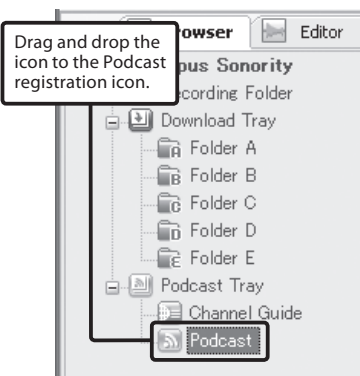 Drag and drop the
icon to the Podcast
registration icon.
rowser
Editor
pus Sonority
ecording Folder
Download Tray
Folder A
Folder B
Folder C
Folder D
Folder E
Podcast Tray
Channel Guide
Podcast